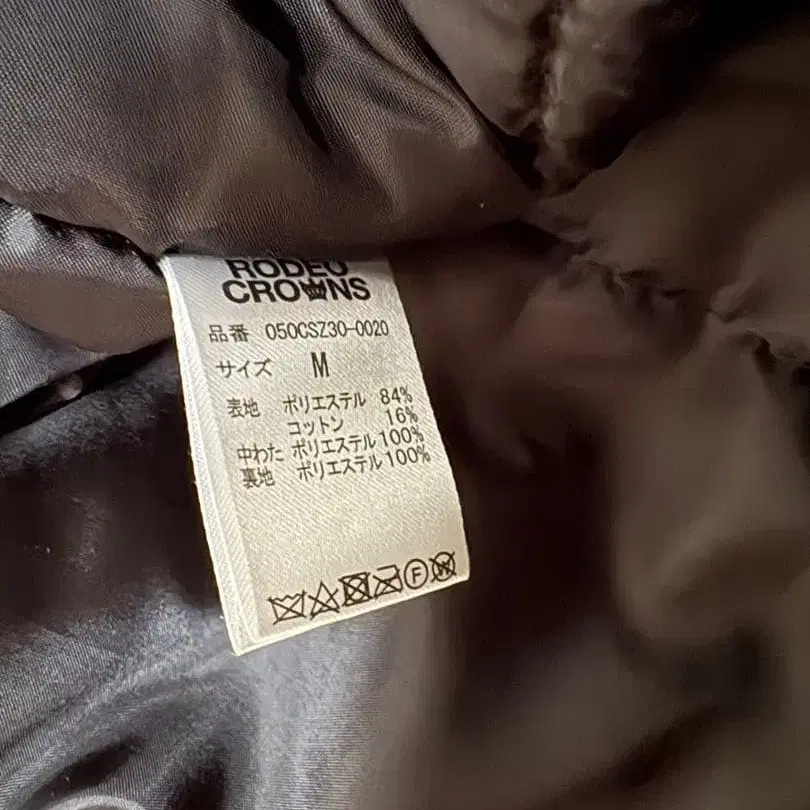 RODEO
CROWNS
品番 050CSZ30-0020
サイズ M
表地 ポリエステル 84%
コットン 16%
中わた ポリエステル 100%
裏地 ポリエステル 100%
F W